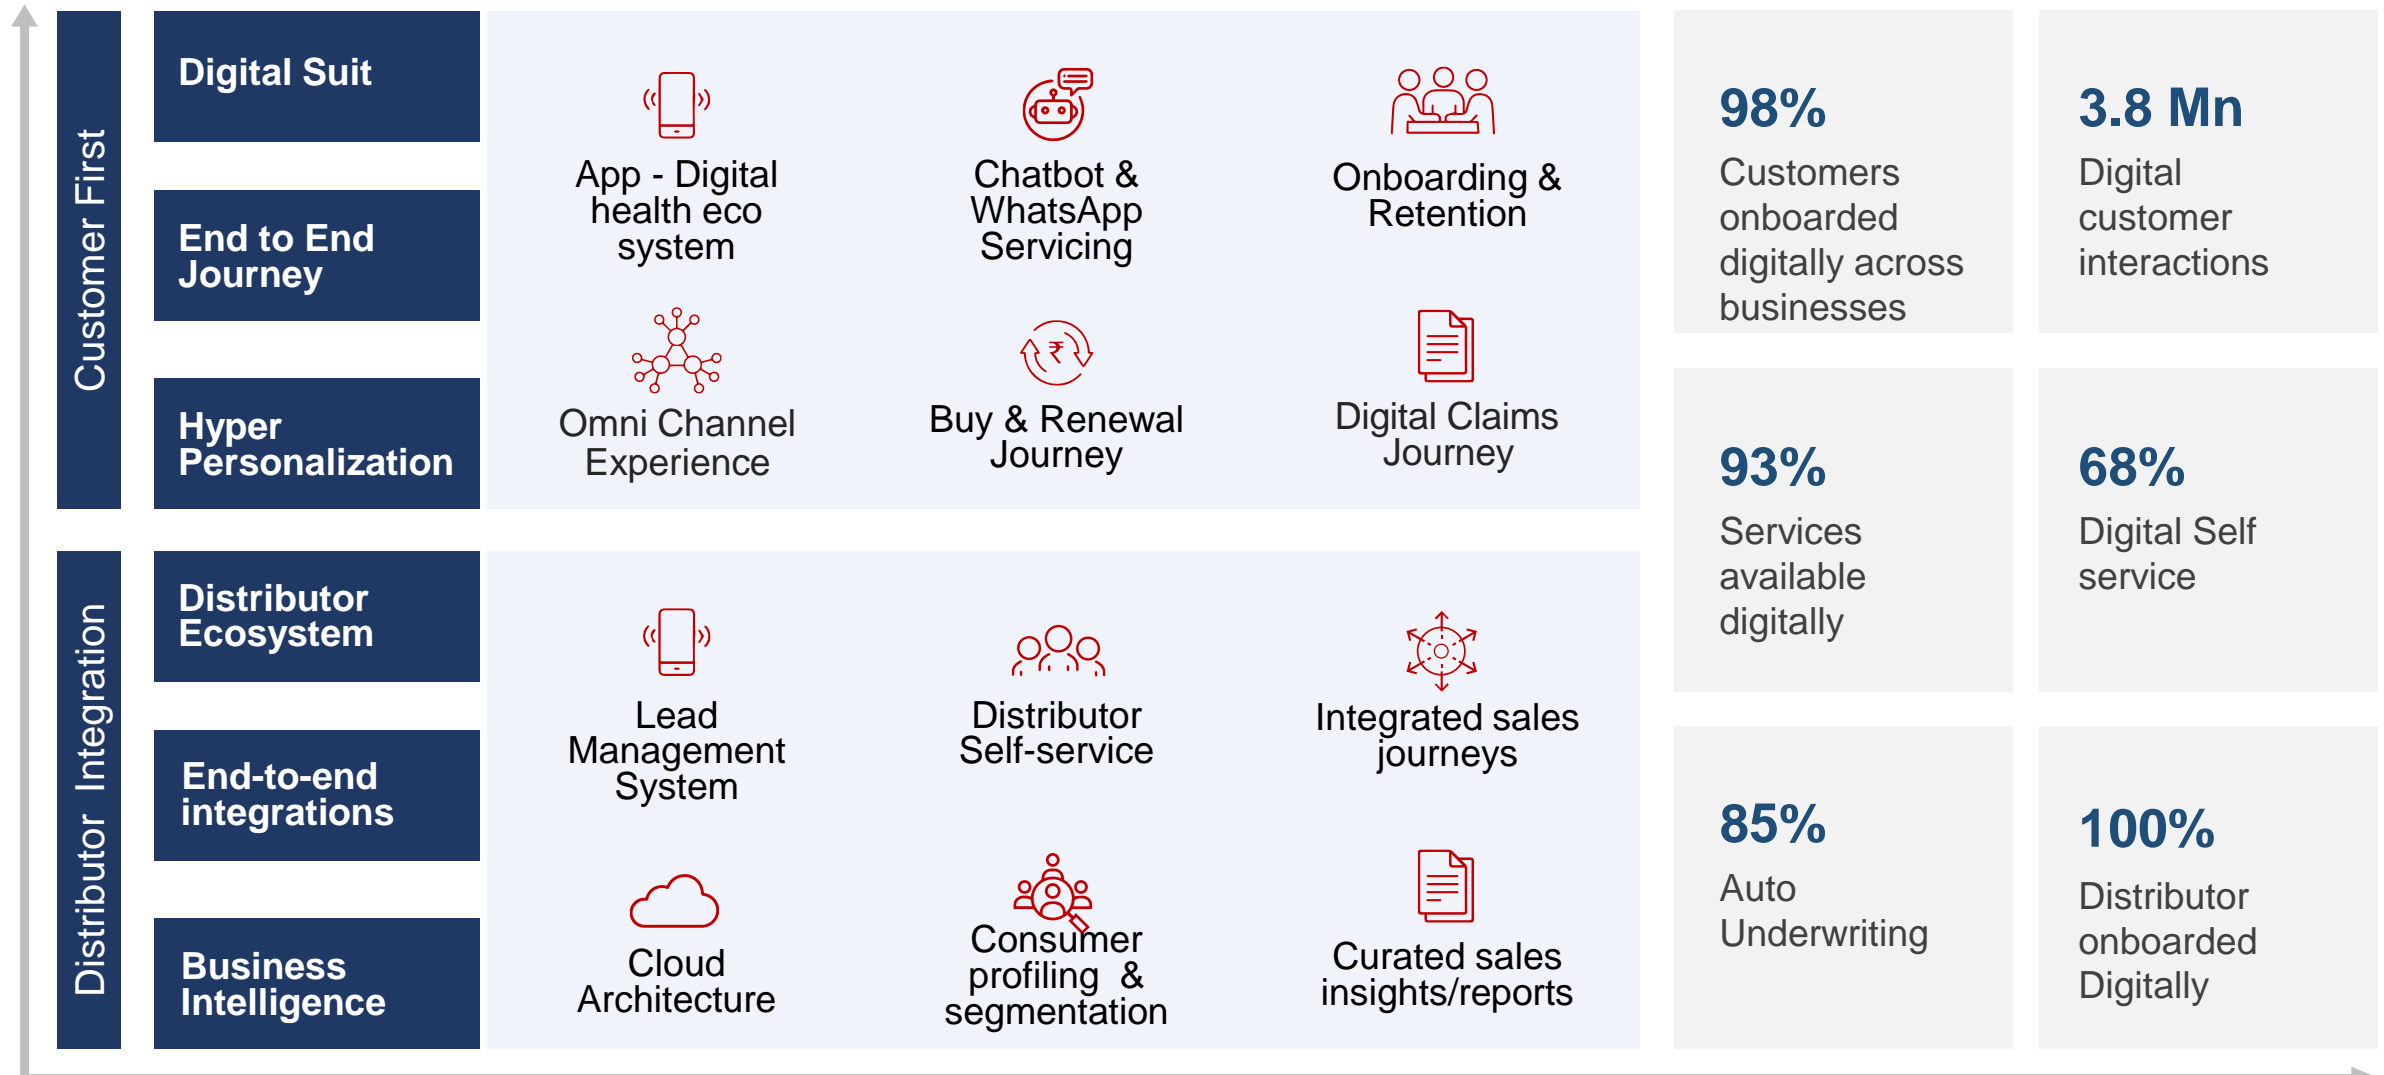 Customer First
Digital Suit
End to End
Journey
Hyper
Personalization
App - Digital
health eco
system
Chatbot &
WhatsApp
Servicing
Onboarding &
Retention
Omni Channel
Experience
Buy & Renewal
Journey
Digital Claims
Journey
Distributor Integration
Distributor
Ecosystem
End-to-end
integrations
Business
Intelligence
Lead
Management
System
Distributor
Self-service
Integrated sales
journeys
Cloud
Architecture
Consumer
profiling &
segmentation
Curated sales
insights/reports
98%
Customers
onboarded
digitally across
businesses
3.8 Mn
Digital
customer
interactions
93%
Services
available
digitally
68%
Digital Self
service
85%
Auto
Underwriting
100%
Distributor
onboarded
Digitally